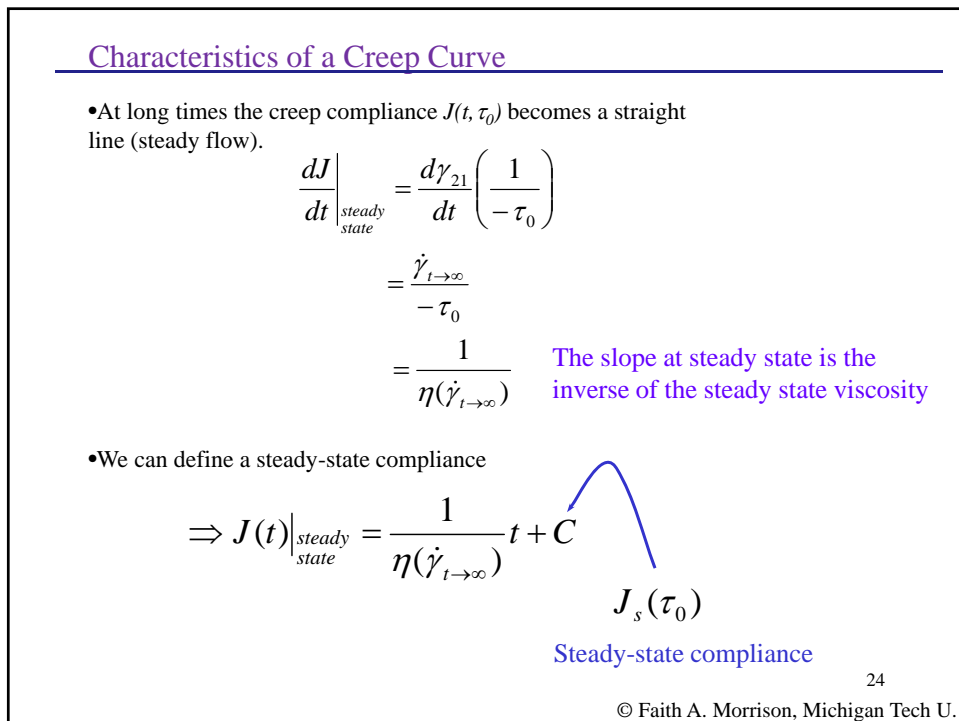 Characteristics of a Creep Curve
•At long times the creep compliance J(t, τ₀) becomes a straight
line (steady flow).
dJ/dt |steady state = dγ₂₁/dt (1/−τ₀)
= γ̇ t→∞ / −τ₀
= 1/η(γ̇ t→∞)
The slope at steady state is the
inverse of the steady state viscosity
•We can define a steady-state compliance
⇒ J(t)|steady state = 1/η(γ̇ t→∞) t + C
Jₛ(τ₀)
Steady-state compliance
24
© Faith A. Morrison, Michigan Tech U.